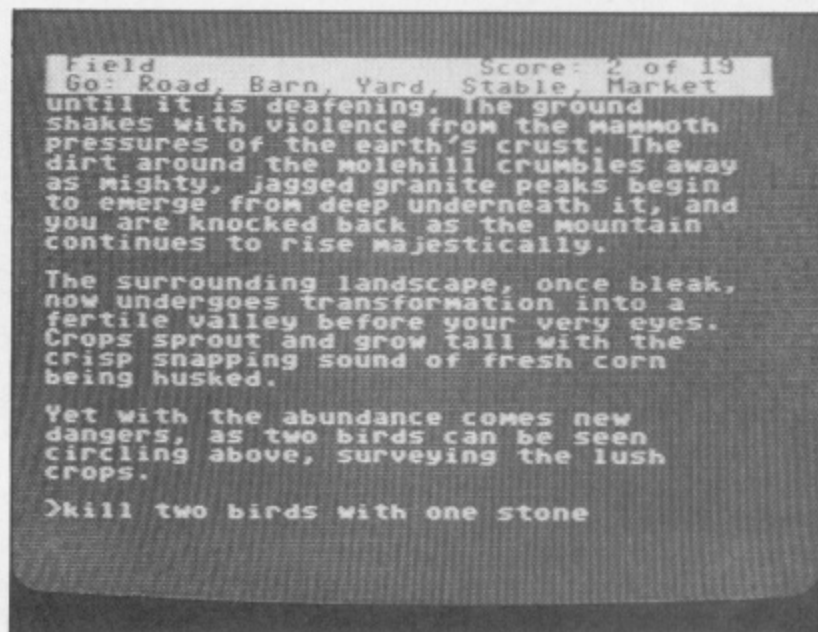 Field Score: 2 of 19
Go: Road, Barn, Yard, Stable, Market
until it is deafening. The ground
shakes with violence from the mammoth
pressures of the earth's crust. The
dirt around the molehill crumbles away
as mighty, jagged granite peaks begin
to emerge from deep underneath it, and
you are knocked back as the mountain
continues to rise majestically.
The surrounding landscape, once bleak,
now undergoes transformation into a
fertile valley before your very eyes.
Crops sprout and grow tall with the
crisp snapping sound of fresh corn
being husked.
Yet with the abundance comes new
dangers, as two birds can be seen
circling above, surveying the lush
crops.
>kill two birds with one stone